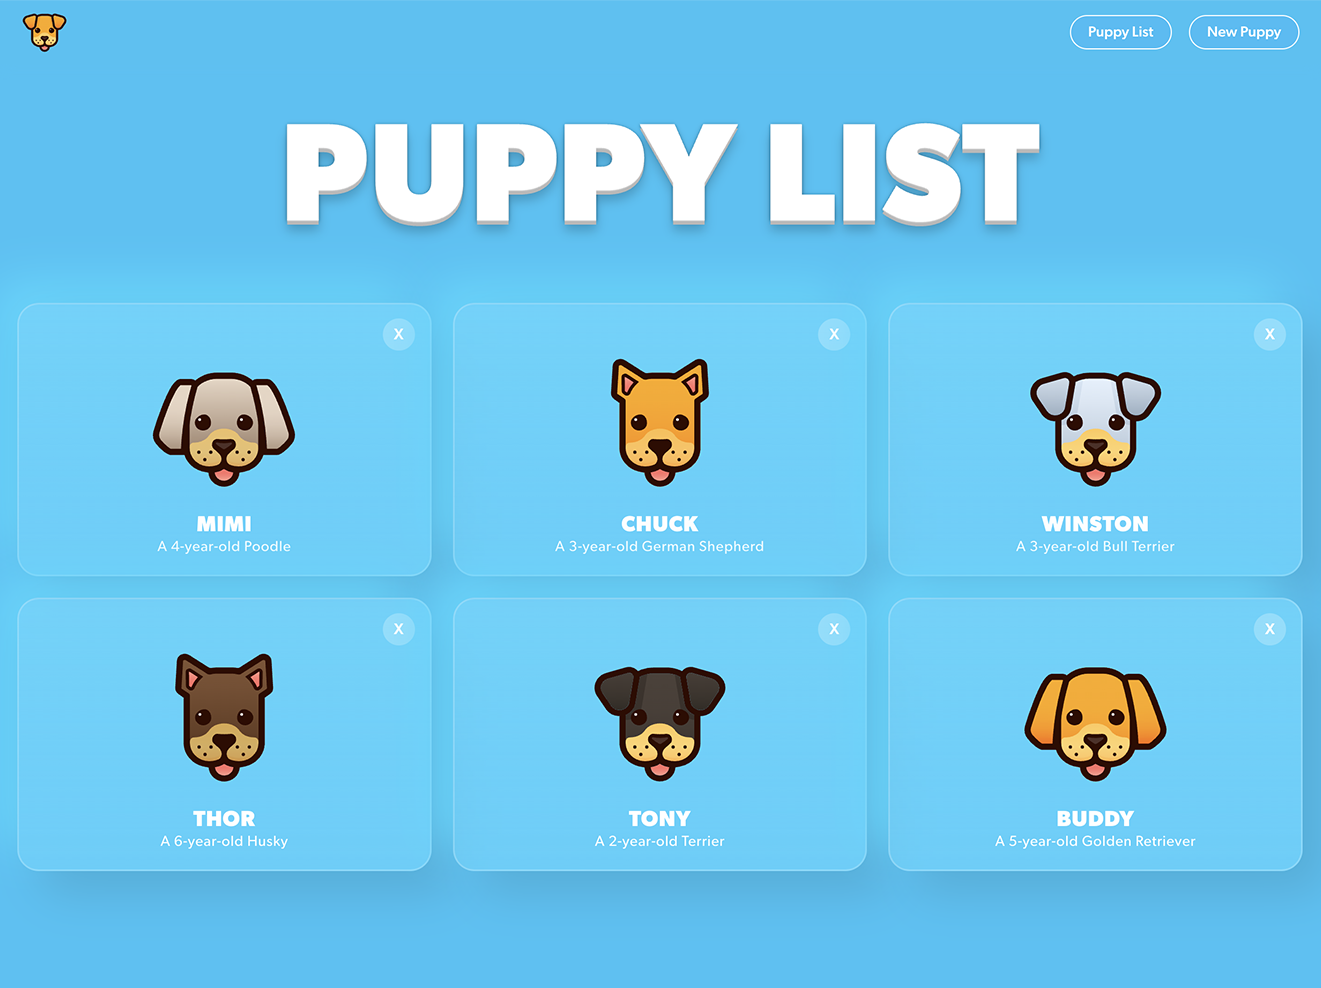 Puppy List
New Puppy
PUPPY LIST
X
X
X
MIMI
A 4-year-old Poodle
CHUCK
A 3-year-old German Shepherd
WINSTON
A 3-year-old Bull Terrier
X
X
X
THOR
A 6-year-old Husky
TONY
A 2-year-old Terrier
BUDDY
A 5-year-old Golden Retriever